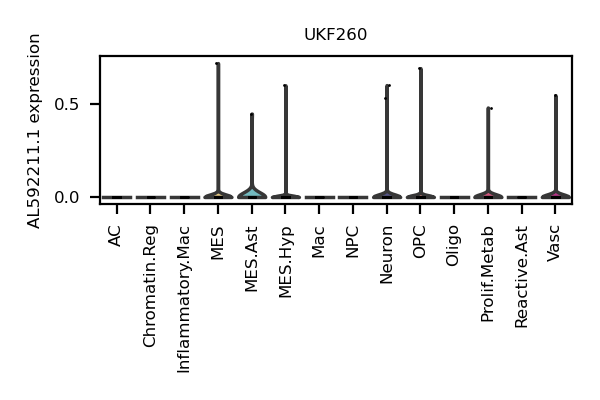 UKF260
AL592211.1 expression
0.5
0.0
AC
Chromatin.Reg
Inflammatory.Mac
MES
MES.Ast
MES.Hyp
Mac
NPC
Neuron
OPC
Oligo
Prolif.Metab
Reactive.Ast
Vasc